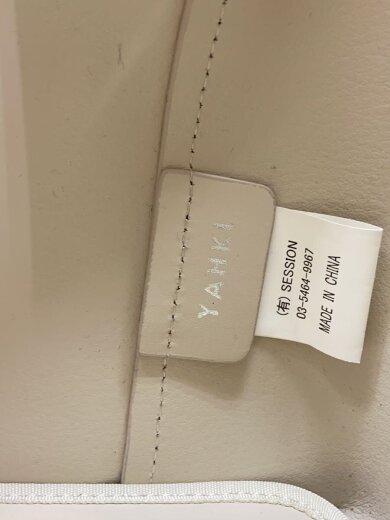 YAHKI
(有) SESSION
03-5464-9967
MADE IN CHINA